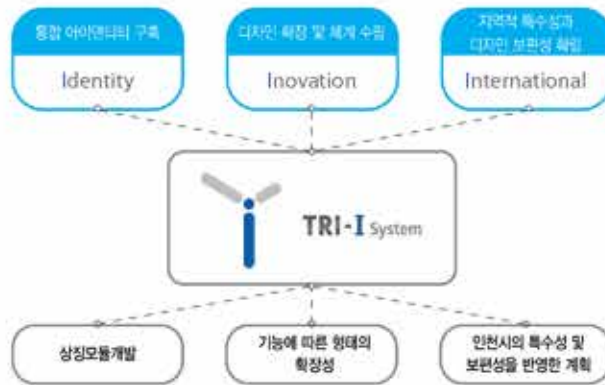 통합 아이덴티티 구축
Identity
디자인 확장 및 체계 수립
Inovation
지역적 특수성과
디자인 보편성 확립
International
TRI-I System
상징모듈개발
기능에 따른 형태의
확장성
인천시의 특수성 및
보편성을 반영한 계획